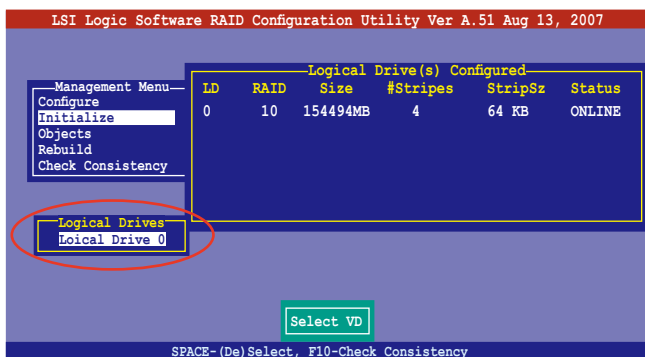 LSI Logic Software RAID Configuration Utility Ver A.51 Aug 13, 2007
Logical Drive(s) Configured
LD RAID Size #Stripes StripSz Status
0 10 154494MB 4 64 KB ONLINE
Management Menu
Configure
Initialize
Objects
Rebuild
Check Consistency
Logical Drives
Loical Drive 0
Select VD
SPACE-(De)Select, F10-Check Consistency